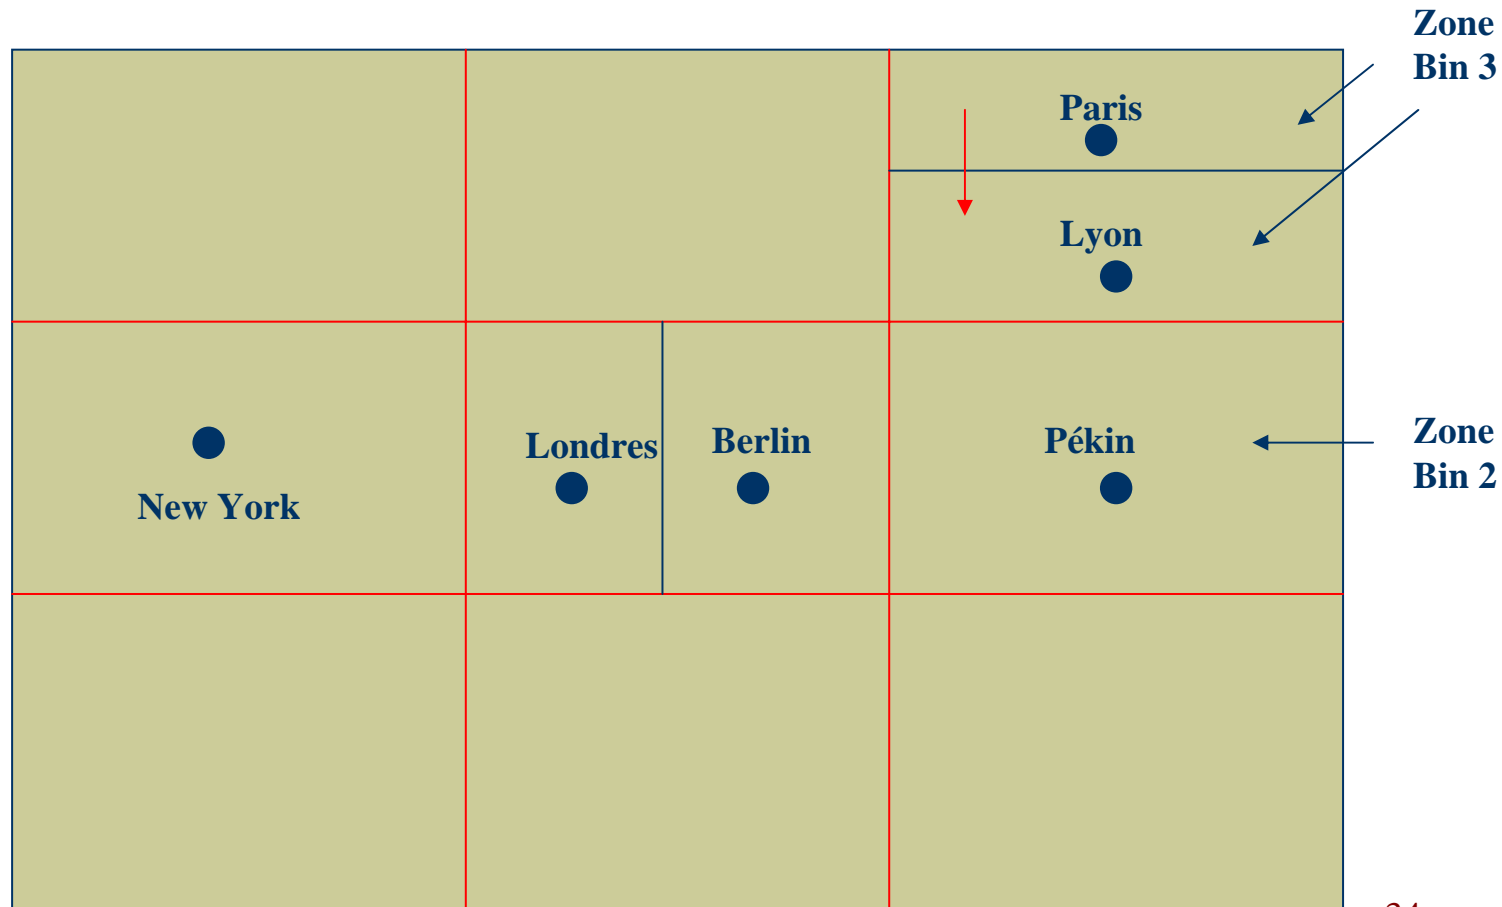 Zone
Bin 3
Paris
Lyon
Londres
Berlin
Pékin
Zone
Bin 2
New York